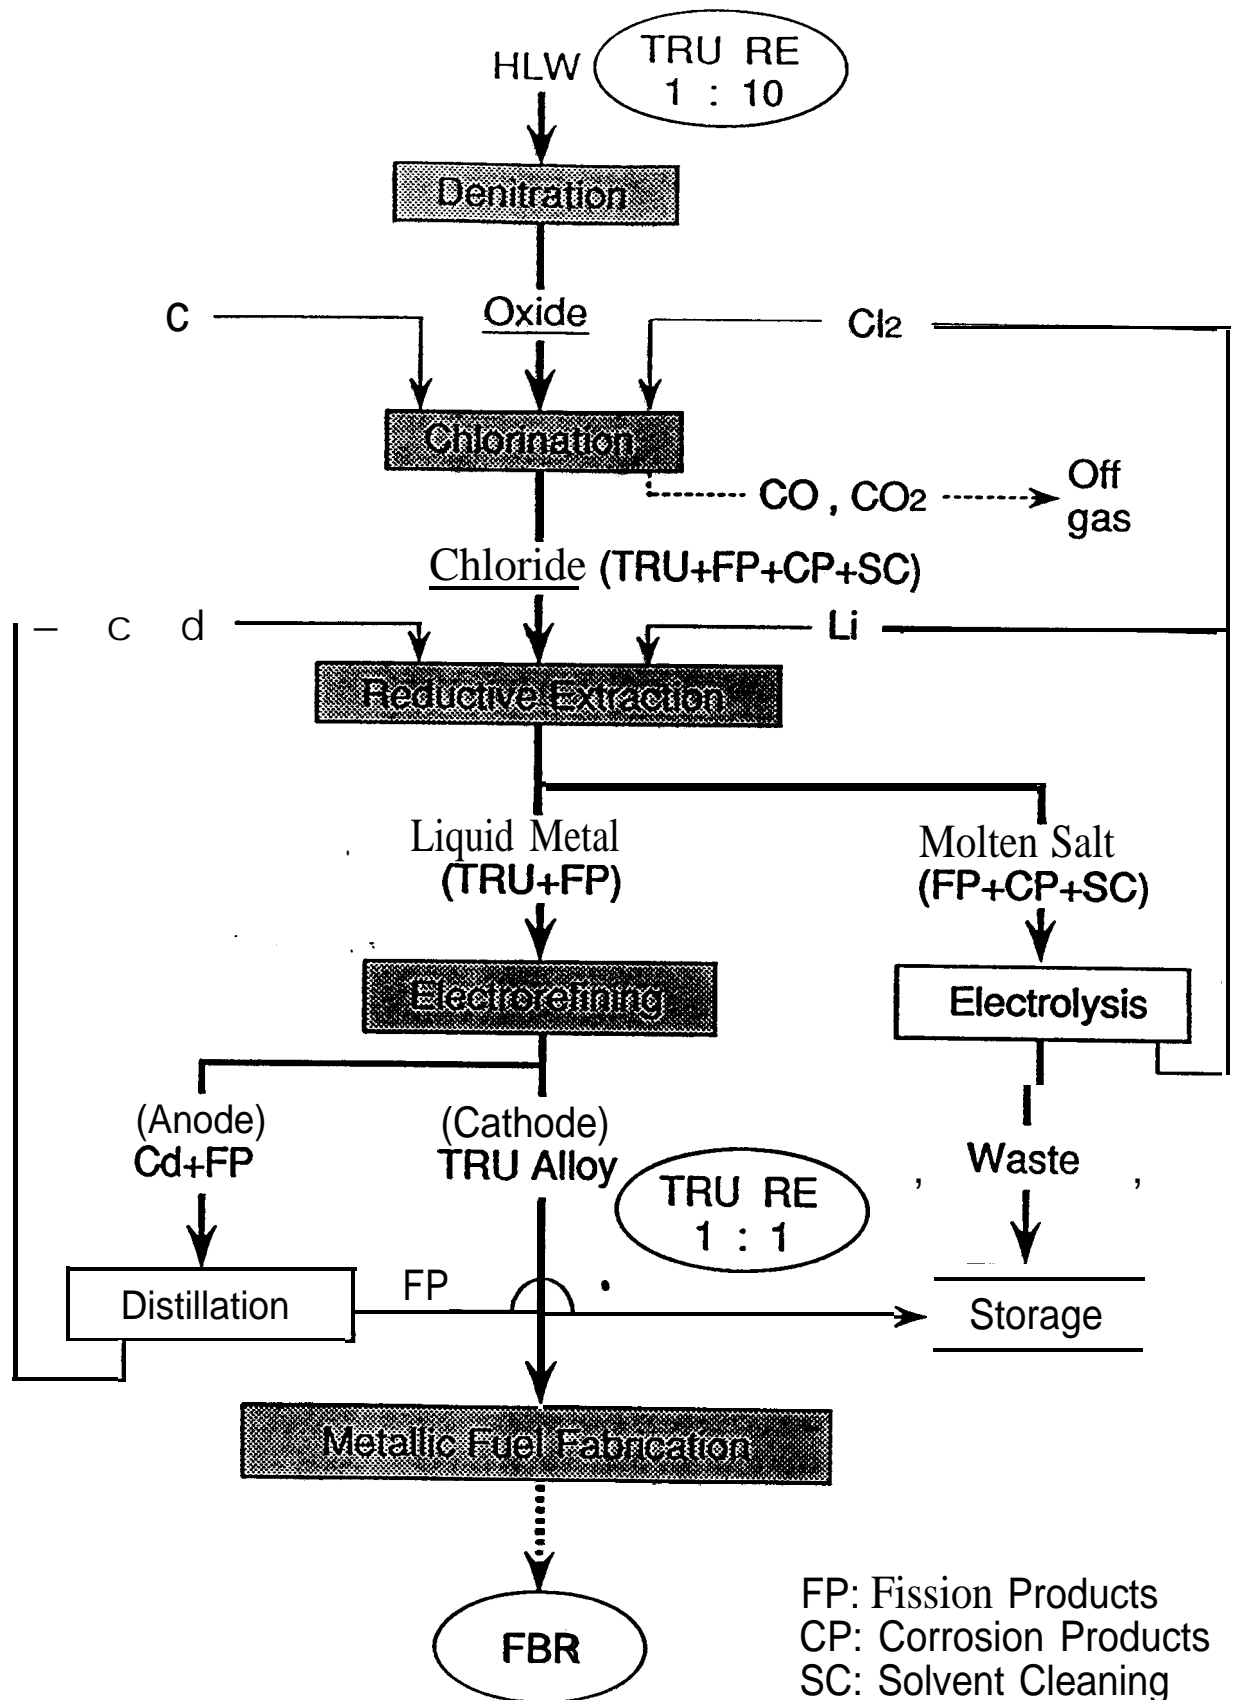 HLW
TRU RE
1 : 10
Denitration
Oxide
C
Cl2
Chlorination
CO , CO2
Off
gas
Chloride (TRU+FP+CP+SC)
– C d
Li
Reductive Extraction
Liquid Metal
(TRU+FP)
Molten Salt
(FP+CP+SC)
Electrorefining
Electrolysis
(Anode)
Cd+FP
(Cathode)
TRU Alloy
TRU RE
1 : 1
, Waste ,
Distillation
FP
Storage
Metallic Fuel Fabrication
FBR
FP: Fission Products
CP: Corrosion Products
SC: Solvent Cleaning